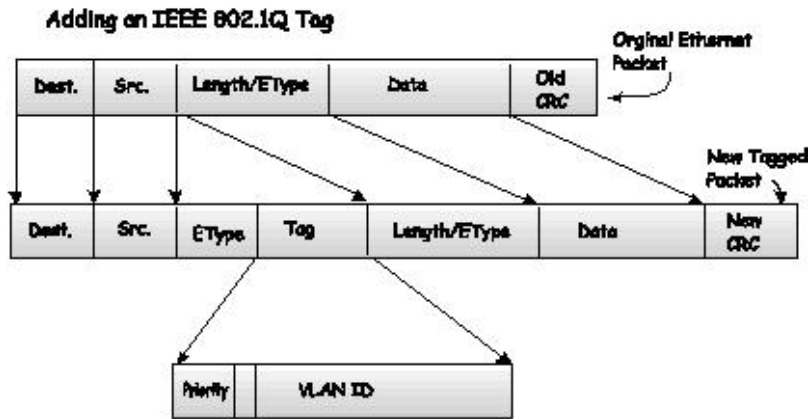 Adding an IEEE 802.1Q Tag
Orginal Ethernet
Packet
Dest. Src. Length/EType Data Old
CRC
New Tagged
Packet
Dest. Src. EType Tag Length/EType Data New
CRC
Priority VLAN ID